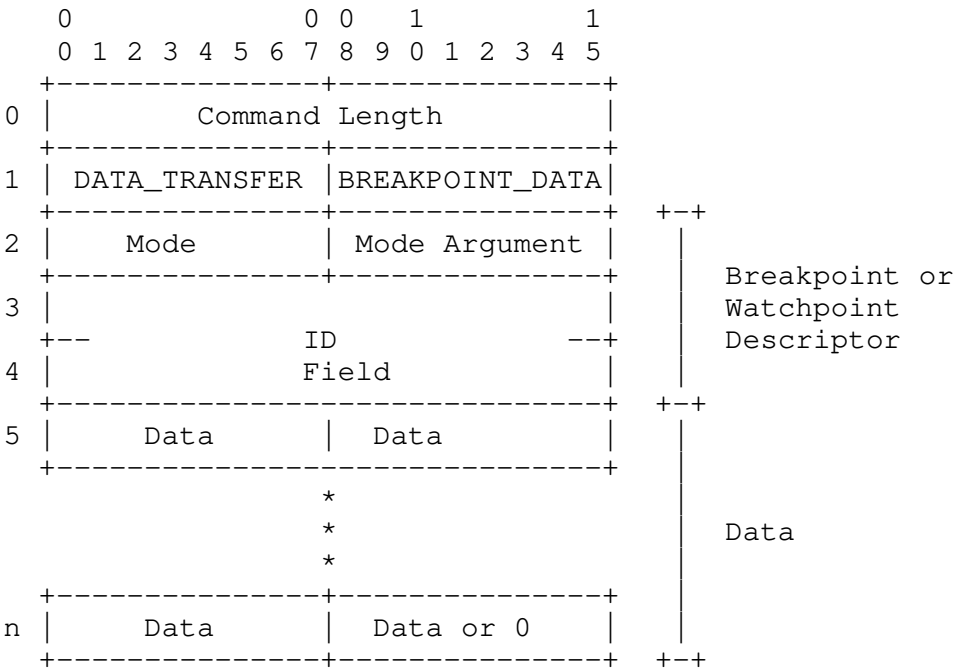 0             0 0   1         1
     0 1 2 3 4 5 6 7 8 9 0 1 2 3 4 5
    +---------------+---------------+
0   |        Command Length         |
    +---------------+---------------+
1   | DATA_TRANSFER |BREAKPOINT_DATA|
    +---------------+---------------+  +-+
2   |    Mode       | Mode Argument |   |
    +---------------+---------------+   |  Breakpoint or
3   |                               |   |  Watchpoint
    +--            ID             --+   |  Descriptor
4   |              Field            |   |
    +-------------------------------+  +-+
5   |     Data      |  Data         |   |
    +-------------------------------+   |
                    *                   |
                    *                   |  Data
                    *                   |
    +---------------+---------------+   |
n   |     Data      |  Data or 0    |   |
    +---------------+---------------+  +-+